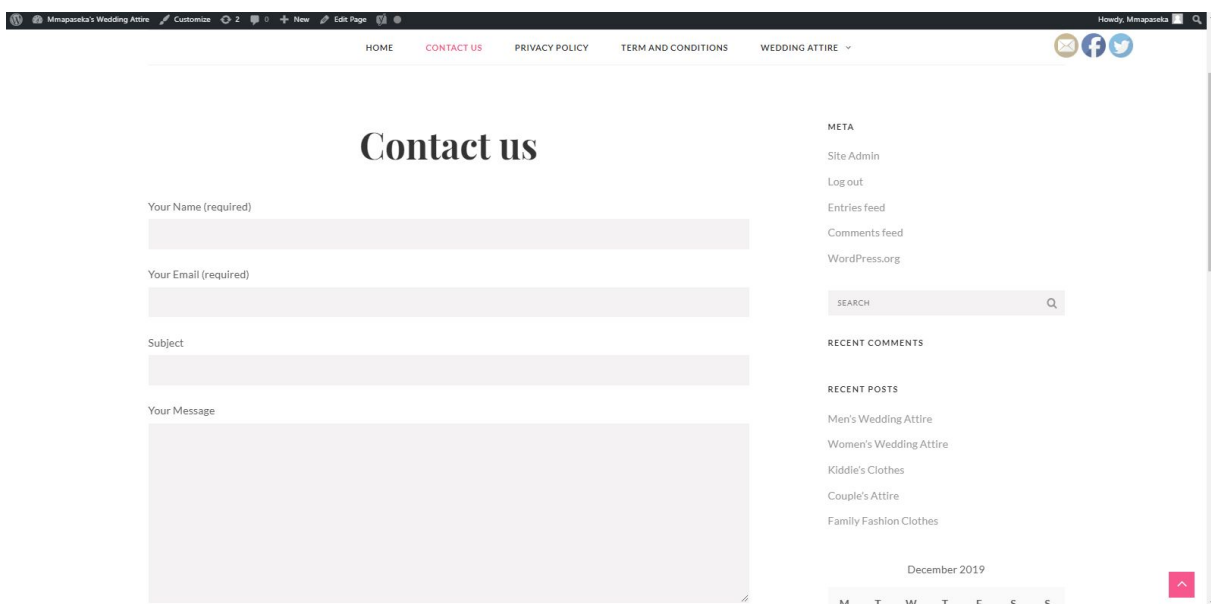 Mmapaseka's Wedding Attire Customize 2 0 + New Edit Page Howdy, Mmapaseka
HOME CONTACT US PRIVACY POLICY TERM AND CONDITIONS WEDDING ATTIRE
Contact us
Your Name (required)
Your Email (required)
Subject
Your Message
META
Site Admin
Log out
Entries feed
Comments feed
WordPress.org
SEARCH
RECENT COMMENTS
RECENT POSTS
Men's Wedding Attire
Women's Wedding Attire
Kiddie's Clothes
Couple's Attire
Family Fashion Clothes
December 2019
M T W T F S S